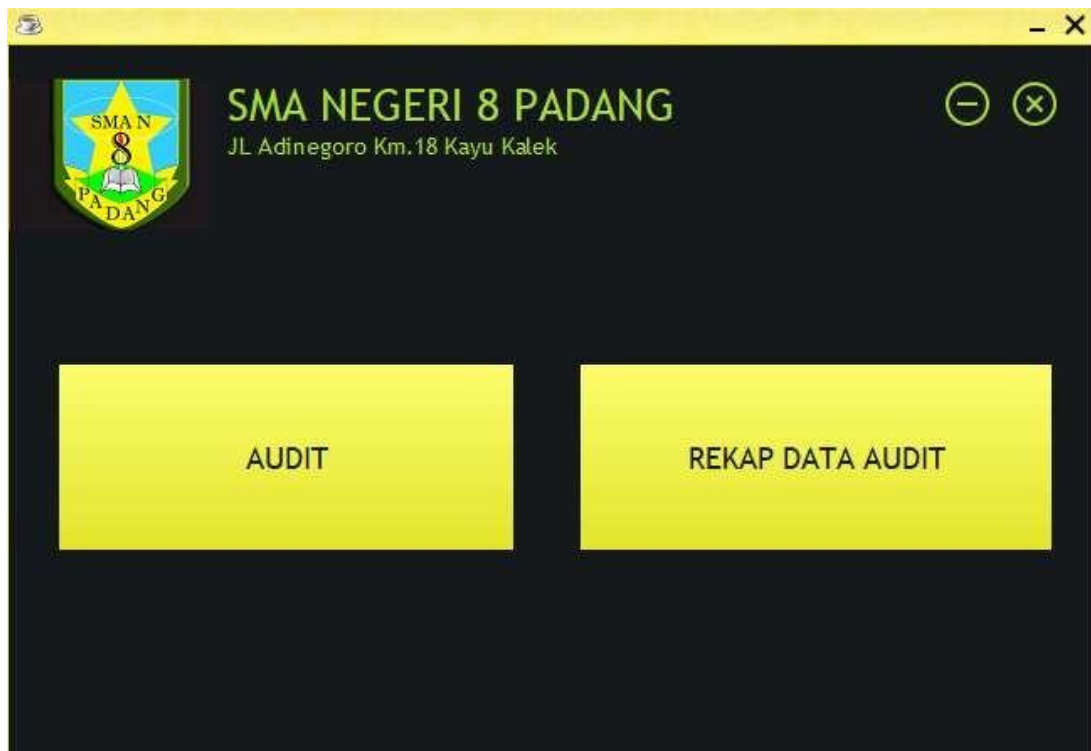 SMA N
8
PADANG
SMA NEGERI 8 PADANG
JL Adinegoro Km.18 Kayu Kalek
AUDIT
REKAP DATA AUDIT